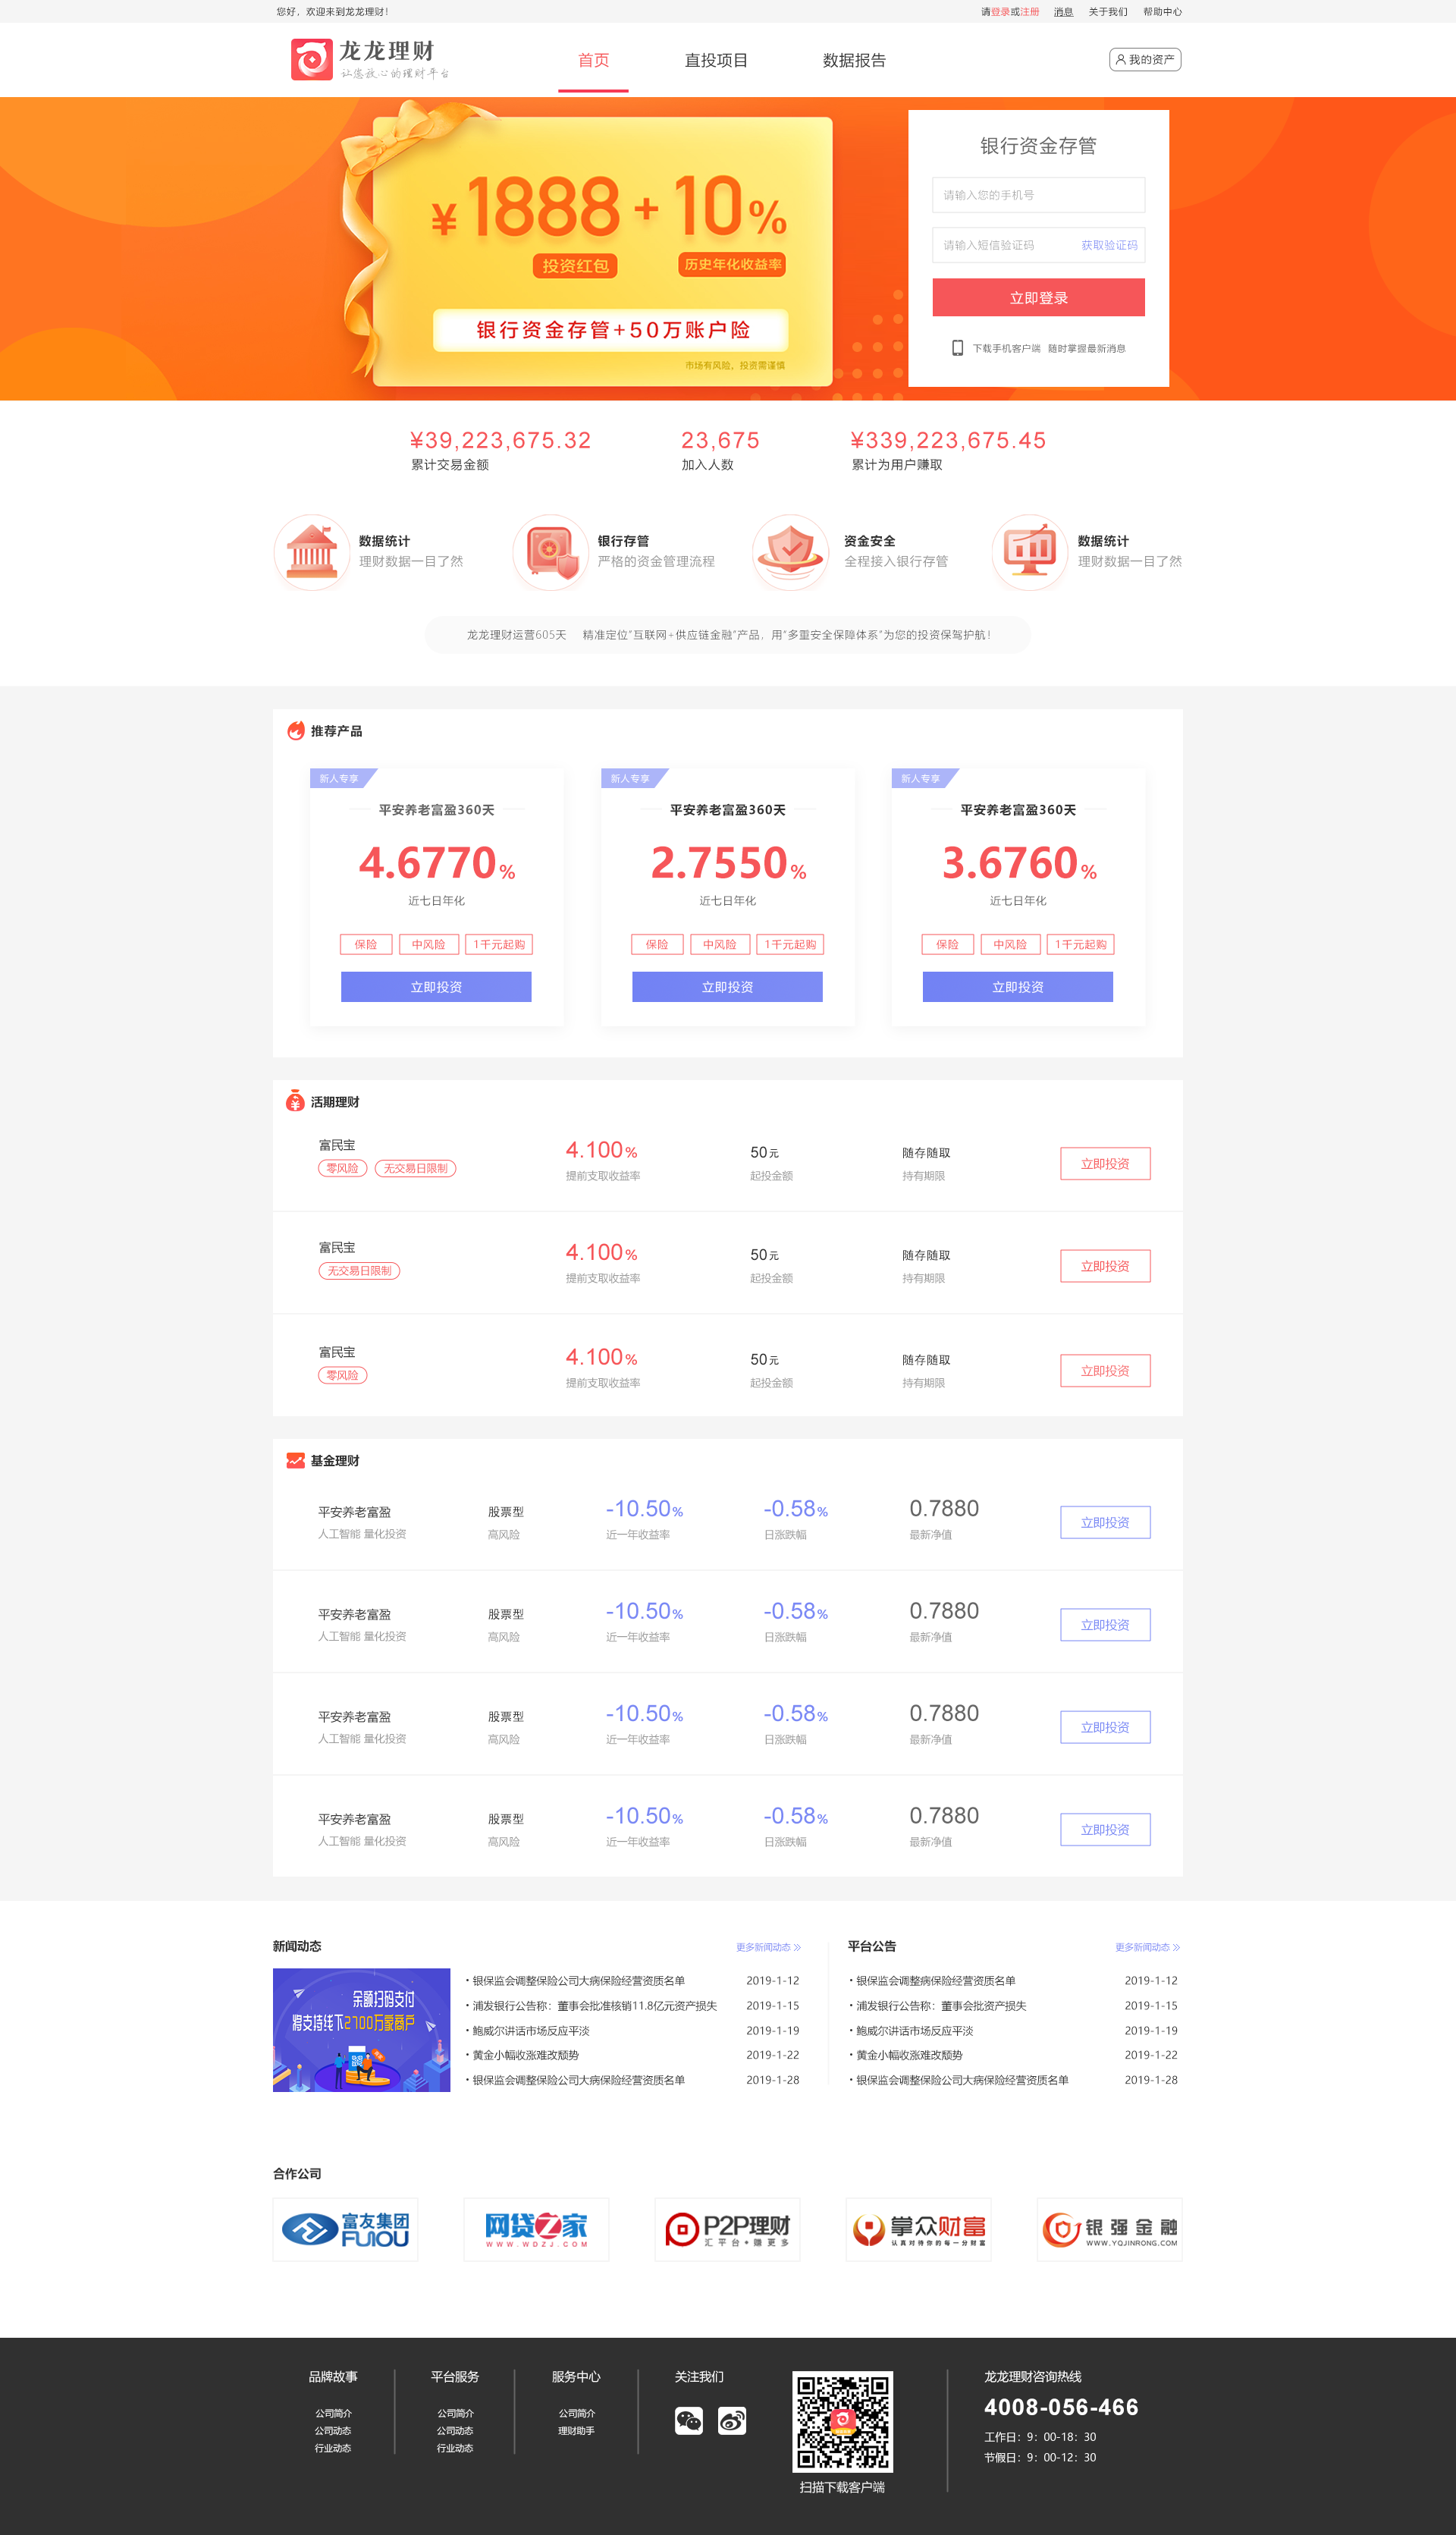 您好，欢迎来到龙龙理财！
请登录或注册 消息 关于我们 帮助中心
龙龙理财
让您放心的理财平台
首页 直投项目 数据报告
我的资产
¥1888+10%
投资红包 历史年化收益率
银行资金存管+50万账户险
市场有风险，投资需谨慎
银行资金存管
请输入您的手机号
请输入短信验证码 获取验证码
立即登录
下载手机客户端 随时掌握最新消息
¥39,223,675.32 23,675 ¥339,223,675.45
累计交易金额 加入人数 累计为用户赚取
数据统计 银行存管 资金安全 数据统计
理财数据一目了然 严格的资金管理流程 全程接入银行存管 理财数据一目了然
龙龙理财运营605天 精准定位"互联网+供应链金融"产品，用"多重安全保障体系"为您的投资保驾护航！
推荐产品
新人专享 新人专享 新人专享
平安养老富盈360天 平安养老富盈360天 平安养老富盈360天
4.6770% 2.7550% 3.6760%
近七日年化 近七日年化 近七日年化
保险 中风险 1千元起购 保险 中风险 1千元起购 保险 中风险 1千元起购
立即投资 立即投资 立即投资
活期理财
富民宝 4.100% 50元 随存随取 立即投资
零风险 无交易日限制 提前支取收益率 起投金额 持有期限
富民宝 4.100% 50元 随存随取 立即投资
无交易日限制 提前支取收益率 起投金额 持有期限
富民宝 4.100% 50元 随存随取 立即投资
零风险 提前支取收益率 起投金额 持有期限
基金理财
平安养老富盈 股票型 -10.50% -0.58% 0.7880 立即投资
人工智能 量化投资 高风险 近一年收益率 日涨跌幅 最新净值
平安养老富盈 股票型 -10.50% -0.58% 0.7880 立即投资
人工智能 量化投资 高风险 近一年收益率 日涨跌幅 最新净值
平安养老富盈 股票型 -10.50% -0.58% 0.7880 立即投资
人工智能 量化投资 高风险 近一年收益率 日涨跌幅 最新净值
平安养老富盈 股票型 -10.50% -0.58% 0.7880 立即投资
人工智能 量化投资 高风险 近一年收益率 日涨跌幅 最新净值
新闻动态 更多新闻动态
余额扫码支付
将支持线下2700万家商户
·银保监会调整保险公司大病保险经营资质名单 2019-1-12
·浦发银行公告称：董事会批准核销11.8亿元资产损失 2019-1-15
·鲍威尔讲话市场反应平淡 2019-1-19
·黄金小幅收涨难改颓势 2019-1-22
·银保监会调整保险公司大病保险经营资质名单 2019-1-28
平台公告 更多新闻动态
·银保监会调整病保险经营资质名单 2019-1-12
·浦发银行公告称：董事会批资产损失 2019-1-15
·鲍威尔讲话市场反应平淡 2019-1-19
·黄金小幅收涨难改颓势 2019-1-22
·银保监会调整保险公司大病保险经营资质名单 2019-1-28
合作公司
富友集团
FUIOU
网贷之家
WWW.WDZJ.COM
P2P理财
汇平台·赚更多
掌众财富
认真对待你的每一分财富
银强金融
WWW.YQJINRONG.COM
品牌故事
公司简介
公司动态
行业动态
平台服务
公司简介
公司动态
行业动态
服务中心
公司简介
理财助手
关注我们
扫描下载客户端
龙龙理财咨询热线
4008-056-466
工作日：9：00-18：30
节假日：9：00-12：30